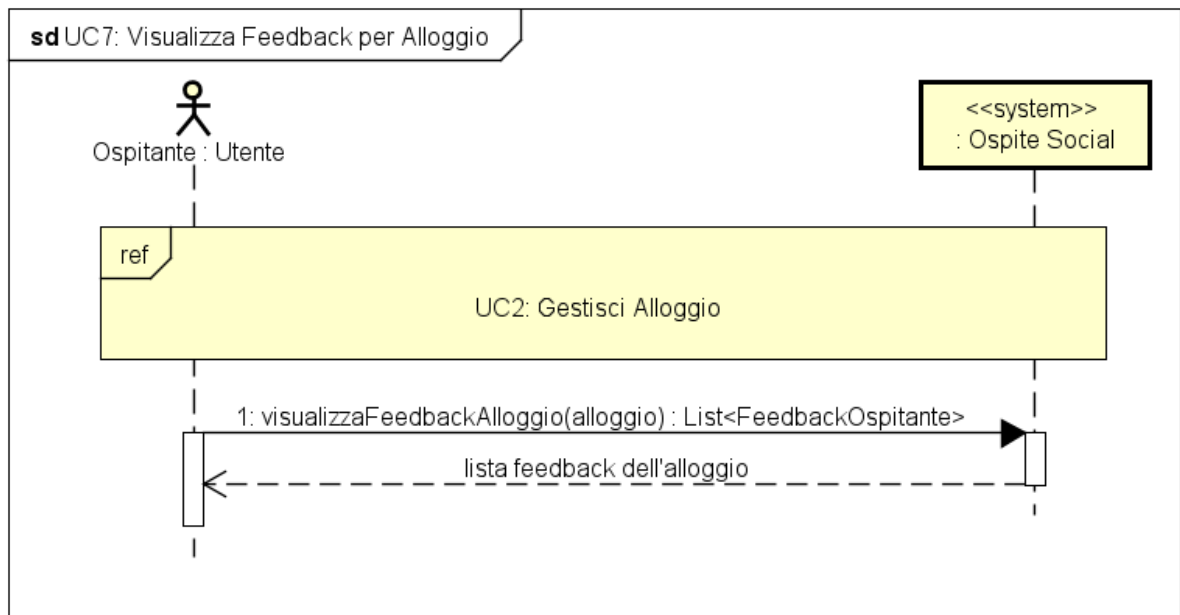 sd UC7: Visualizza Feedback per Alloggio
<<system>>
: Ospite Social
Ospitante : Utente
ref
UC2: Gestisci Alloggio
1: visualizzaFeedbackAlloggio(alloggio) : List<FeedbackOspitante>
lista feedback dell'alloggio